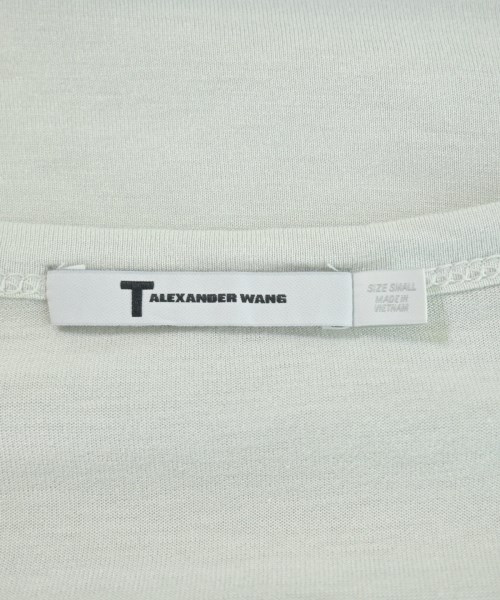 T ALEXANDER WANG
SIZE SMALL
MADE IN
VIETNAM